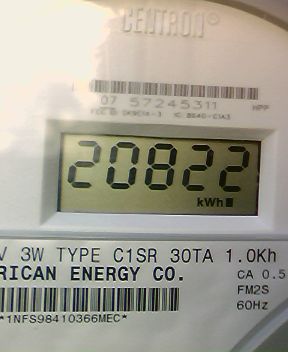 CENTRON®
07 57245311 HPP
20822
kWh
V 3W TYPE C1SR 30TA 1.0Kh
RICAN ENERGY CO.
CA 0.5
FM2S
60Hz
*1NFS98410366MEC*